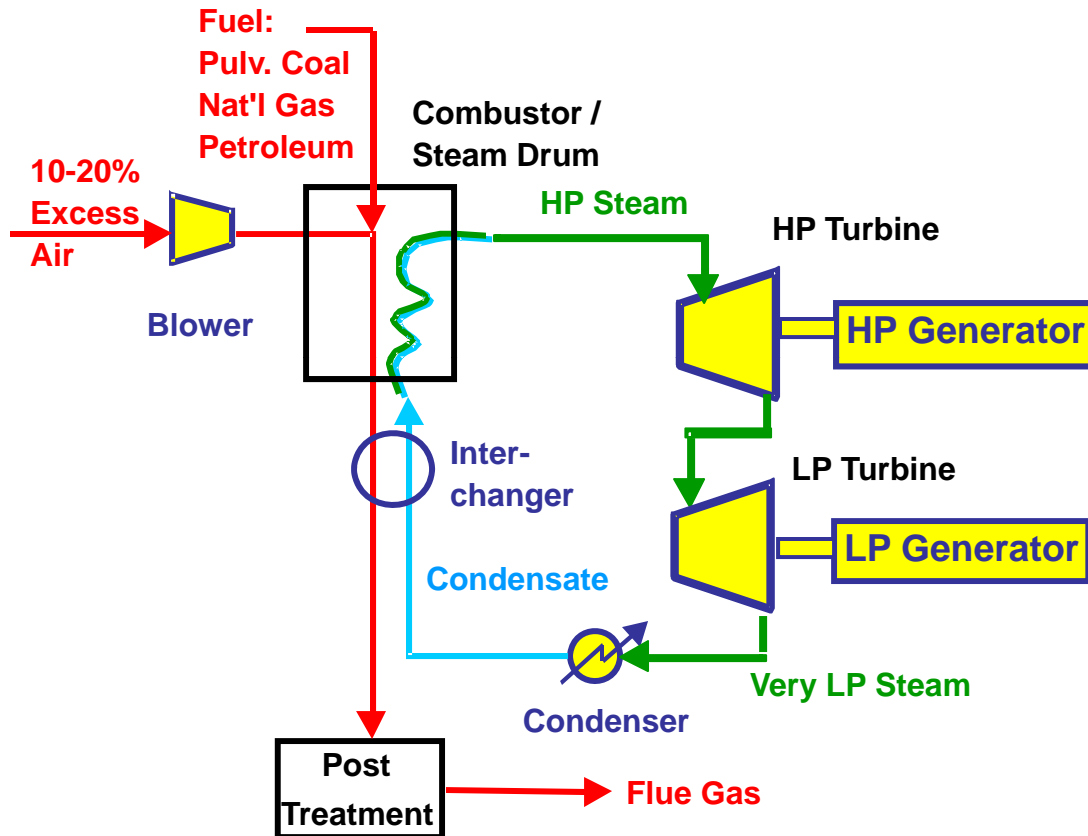 Fuel:
Pulv. Coal
Nat'l Gas
Petroleum
Combustor /
Steam Drum
10-20%
Excess
Air
HP Steam
HP Turbine
Blower
HP Generator
Inter-
changer
LP Turbine
LP Generator
Condensate
Very LP Steam
Condenser
Post
Treatment
Flue Gas